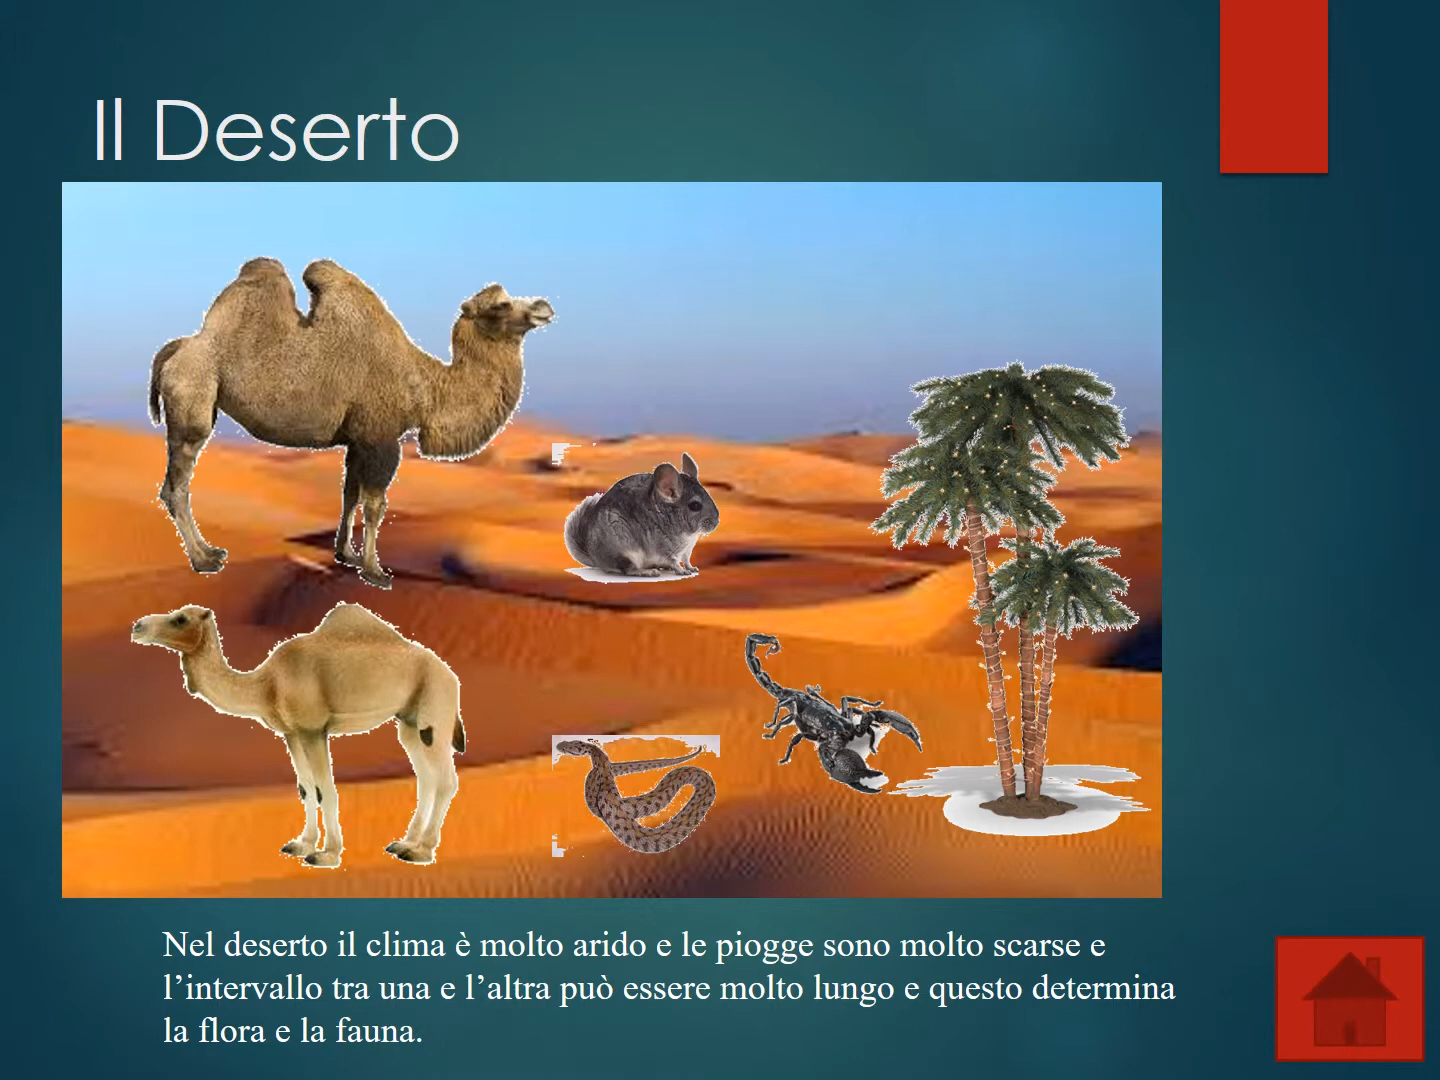 Il Deserto
Nel deserto il clima è molto arido e le piogge sono molto scarse e
l’intervallo tra una e l’altra può essere molto lungo e questo determina
la flora e la fauna.